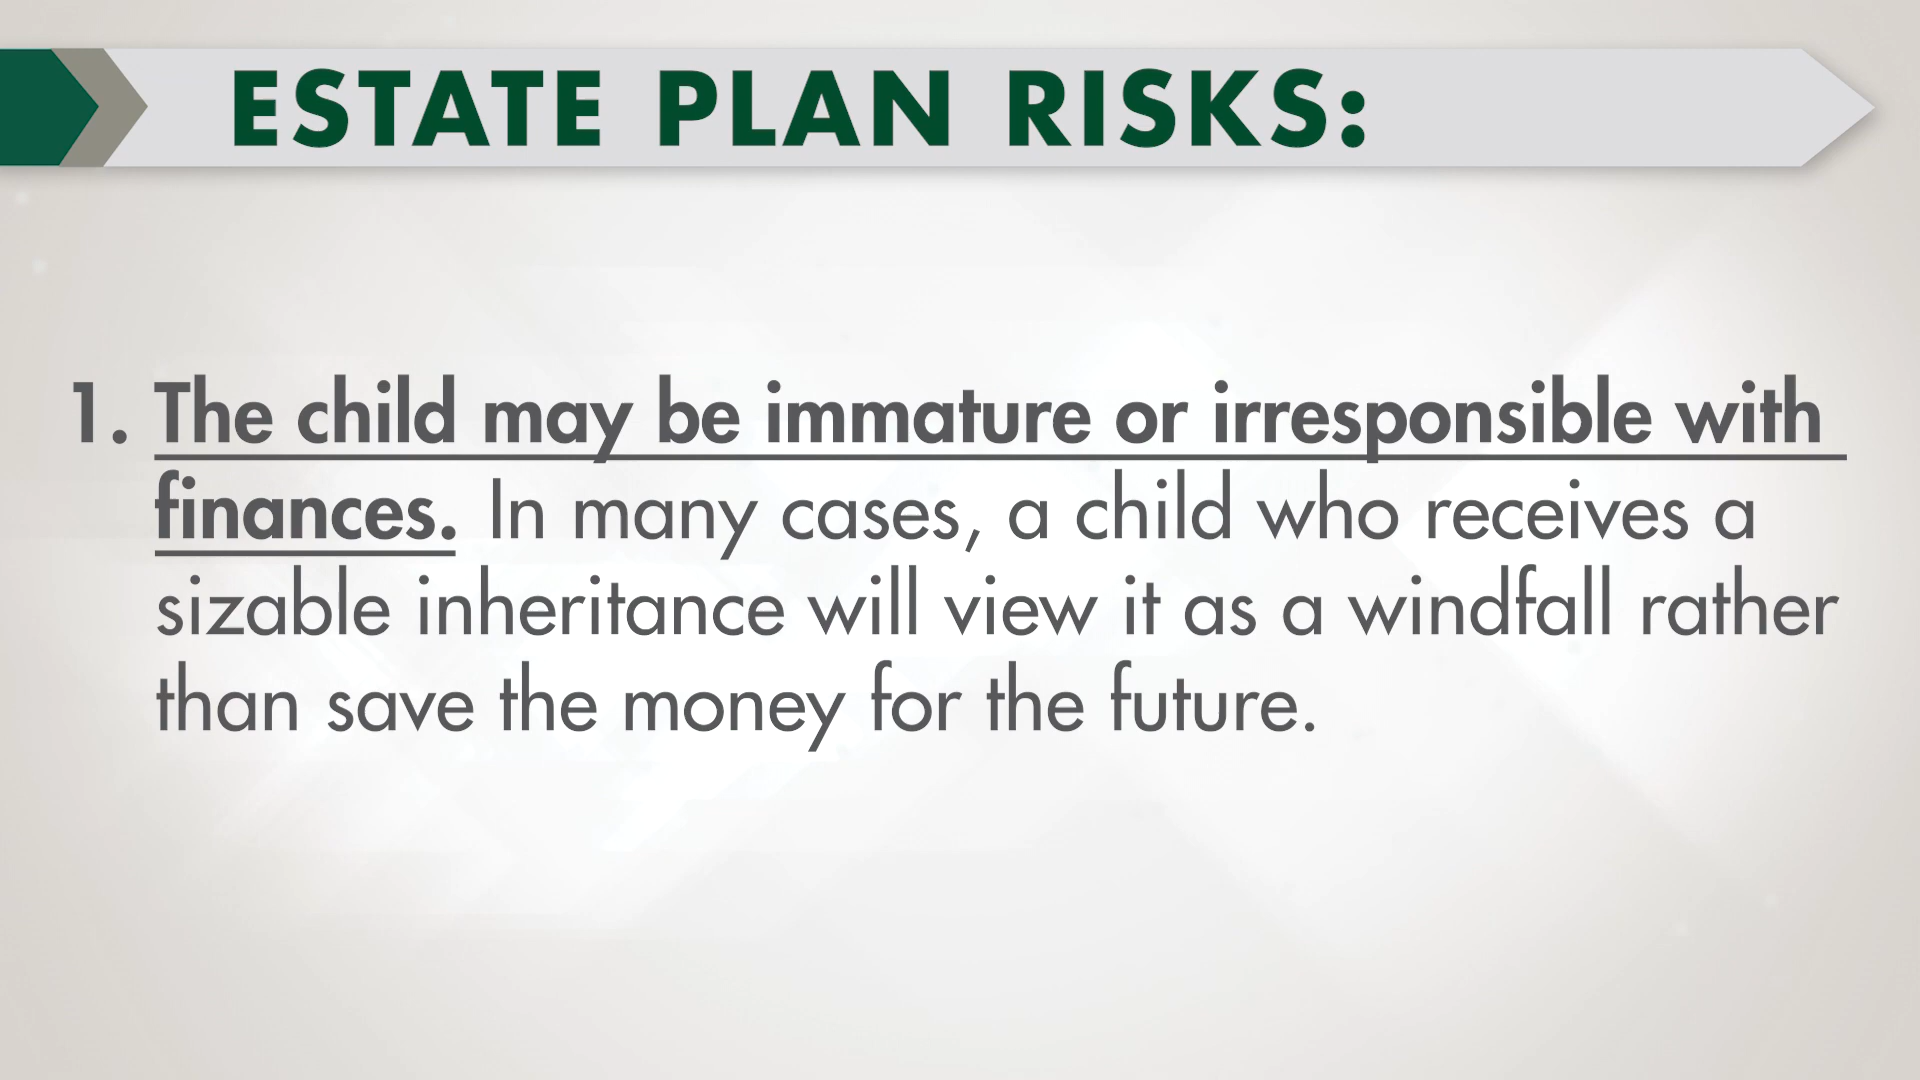 ESTATE PLAN RISKS:
1. The child may be immature or irresponsible with
finances. In many cases, a child who receives a
sizable inheritance will view it as a windfall rather
than save the money for the future.